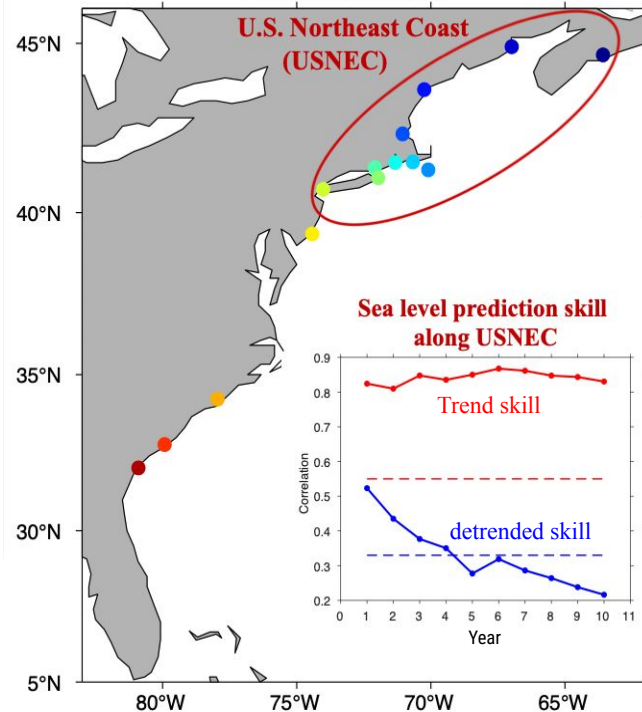 U.S. Northeast Coast
(USNEC)
45°N
40°N
35°N
30°N
5°N
80°W
75°W
70°W
65°W
Sea level prediction skill
along USNEC
0.9
0.8
0.7
0.6
0.5
0.4
0.3
0.2
Correlation
Trend skill
detrended skill
0 1 2 3 4 5 6 7 8 9 10 11
Year